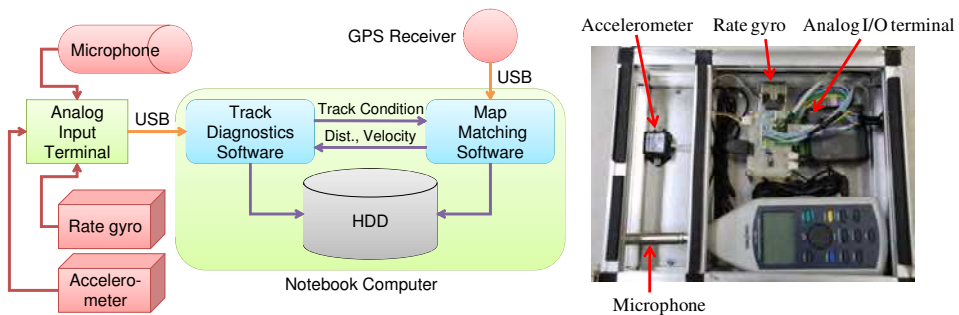 Microphone
GPS Receiver
Analog
Input
Terminal
USB
USB
Track
Diagnostics
Software
Track Condition
Dist., Velocity
Map
Matching
Software
HDD
Rate gyro
Accelero-
meter
Notebook Computer
Accelerometer
Rate gyro
Analog I/O terminal
Microphone